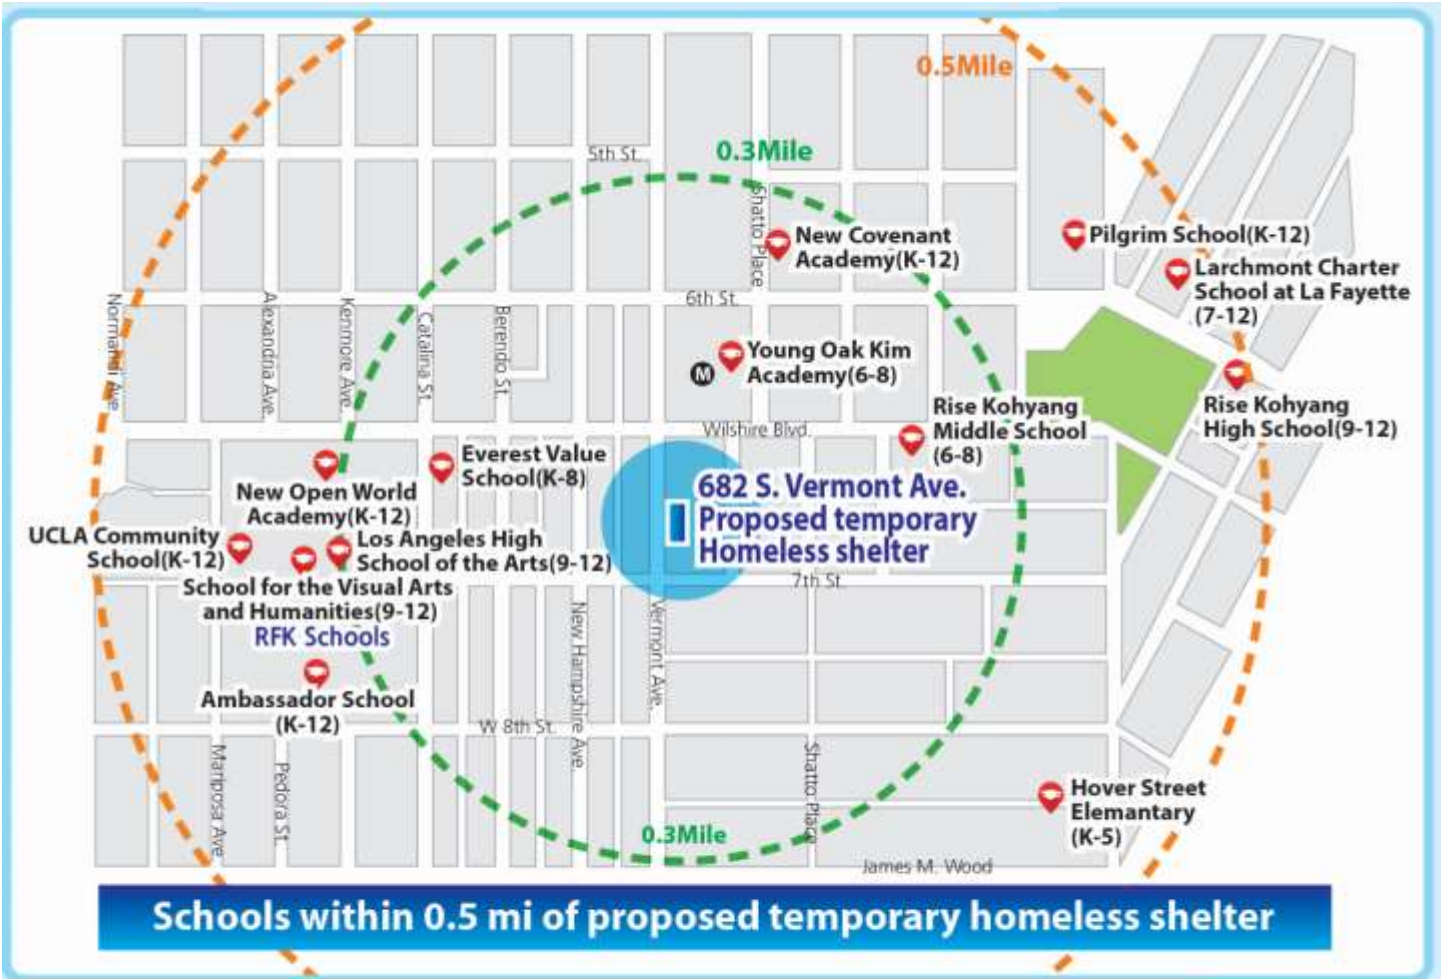 0.5Mile
0.3Mile
5th St.
Shatto Place
New Covenant
Academy(K-12)
Pilgrim School(K-12)
Larchmont Charter
School at La Fayette
(7-12)
6th St.
Normandi Ave
Alexandria Ave.
Kenmore Ave.
Catalina St.
Berendo St.
M
Young Oak Kim
Academy(6-8)
Rise Kohyang
Middle School
(6-8)
Rise Kohyang
High School(9-12)
Wilshire Blvd.
Everest Value
School(K-8)
New Open World
Academy(K-12)
682 S. Vermont Ave.
Proposed temporary
Homeless shelter
UCLA Community
School(K-12)
Los Angeles High
School of the Arts(9-12)
School for the Visual Arts
and Humanities(9-12)
RFK Schools
7th St.
New Hampshire Ave.
Vermont Ave.
Ambassador School
(K-12)
W 8th St.
Mariposa Ave
Pedora St.
Shatto Place
Hover Street
Elemantary
(K-5)
0.3Mile
James M. Wood
Schools within 0.5 mi of proposed temporary homeless shelter